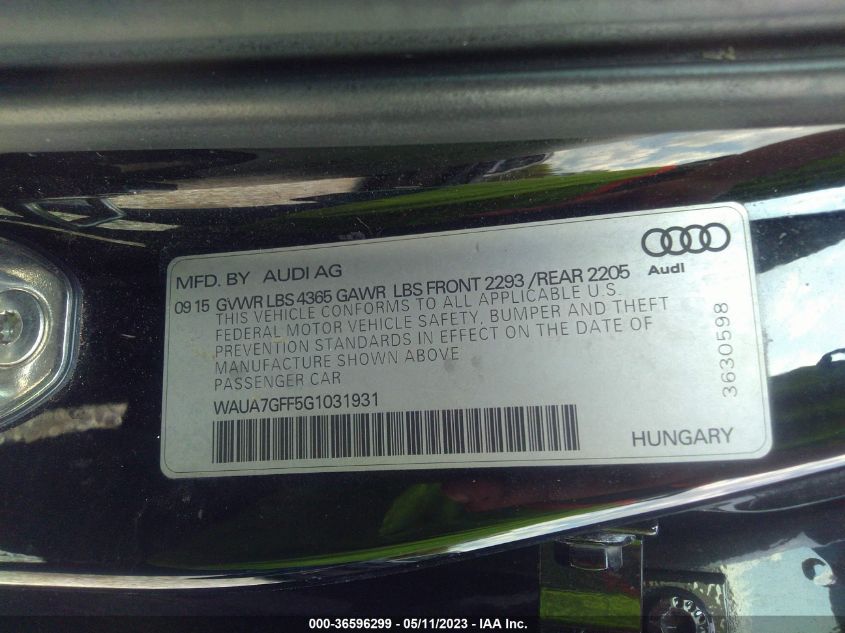 MFD. BY AUDI AG
Audi
09 15 GVWR LBS 4365 GAWR LBS FRONT 2293 /REAR 2205
THIS VEHICLE CONFORMS TO ALL APPLICABLE U.S.
FEDERAL MOTOR VEHICLE SAFETY, BUMPER AND THEFT
PREVENTION STANDARDS IN EFFECT ON THE DATE OF
MANUFACTURE SHOWN ABOVE
PASSENGER CAR
WAUA7GFF5G1031931
3630598
HUNGARY
000-36596299 - 05/11/2023 - IAA Inc.